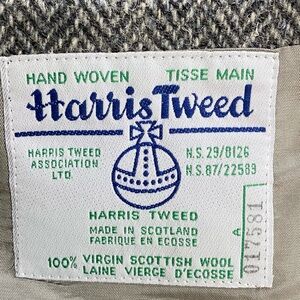 HAND WOVEN TISSE MAIN
Harris Tweed
HARRIS TWEED
ASSOCIATION
LTD.
N.S. 29/8126
N.S. 87/22589
HARRIS TWEED
MADE IN SCOTLAND
FABRIQUE EN ECOSSE
A 017581
100% VIRGIN SCOTTISH WOOL
LAINE VIERGE D'ECOSSE